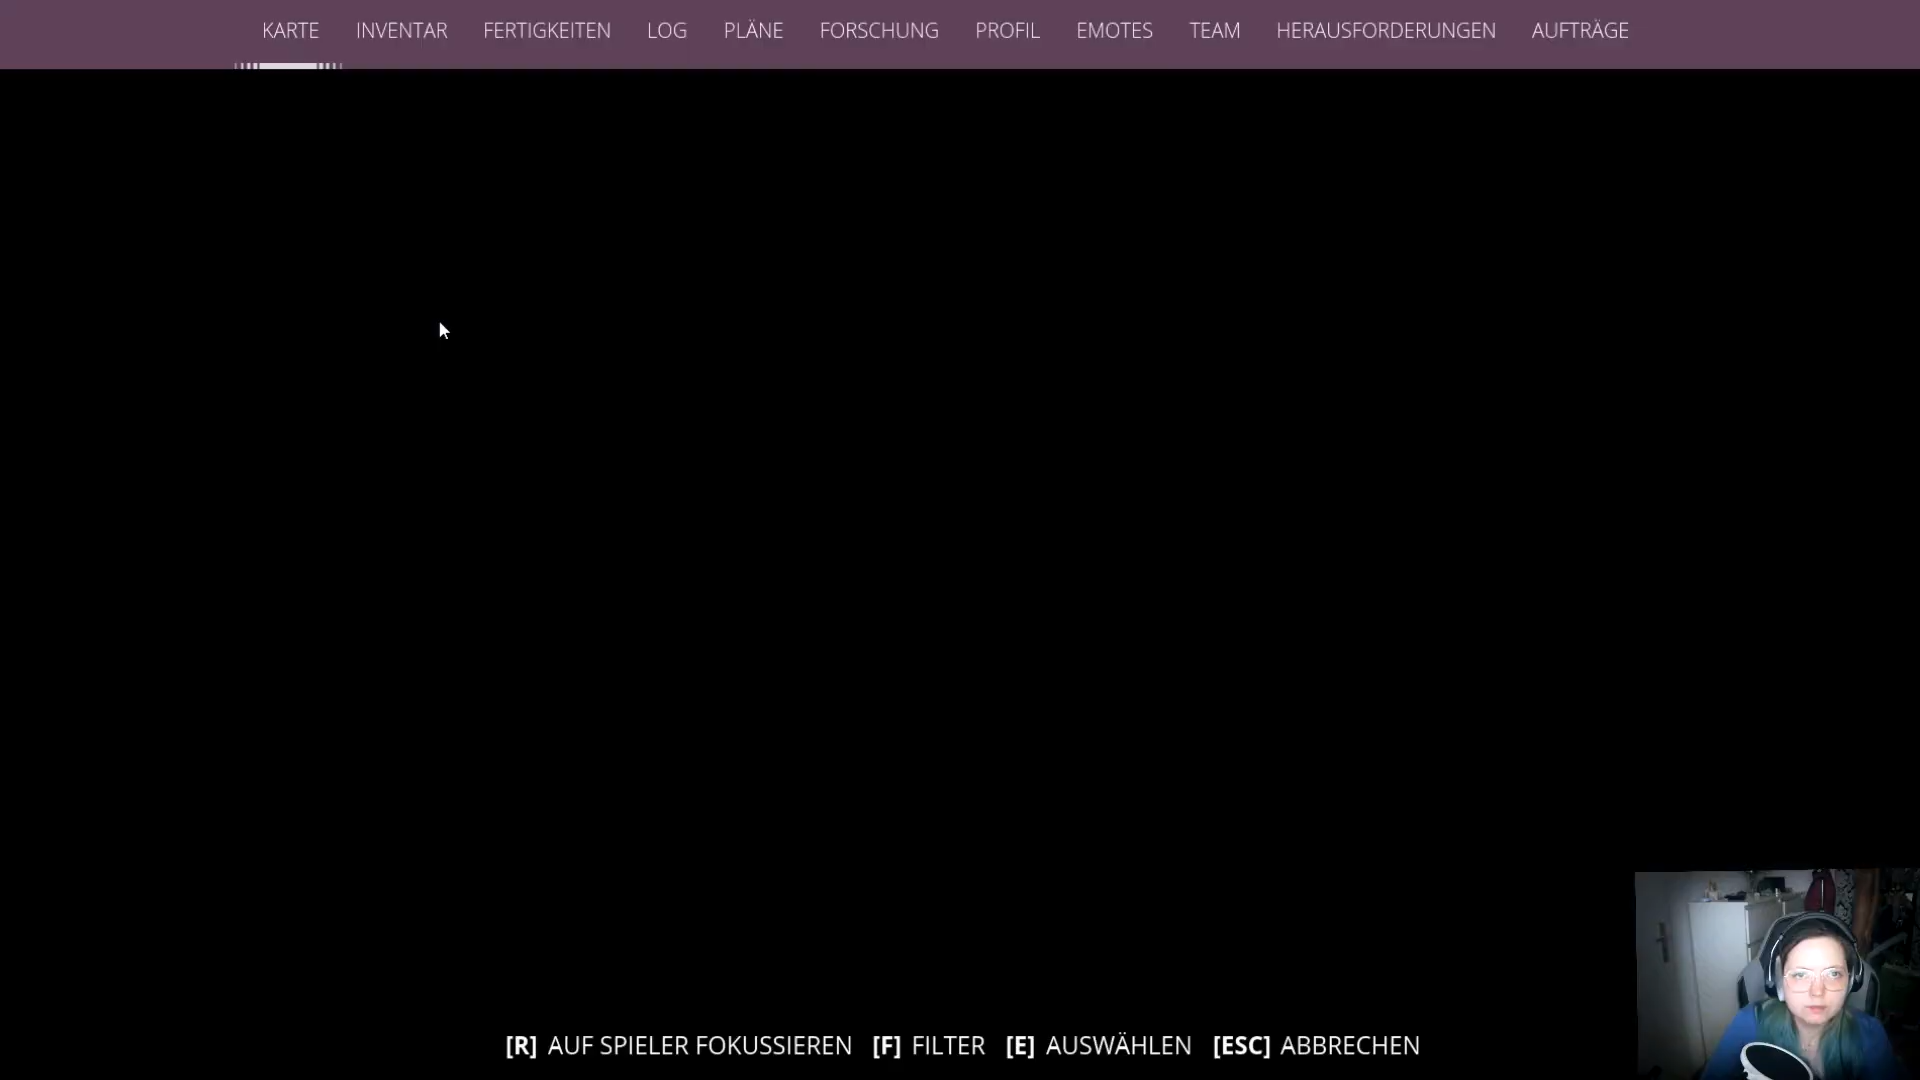 KARTE INVENTAR FERTIGKEITEN LOG PLÄNE FORSCHUNG PROFIL EMOTES TEAM HERAUSFORDERUNGEN AUFTRÄGE
[R] AUF SPIELER FOKUSSIEREN [F] FILTER [E] AUSWÄHLEN [ESC] ABBRECHEN